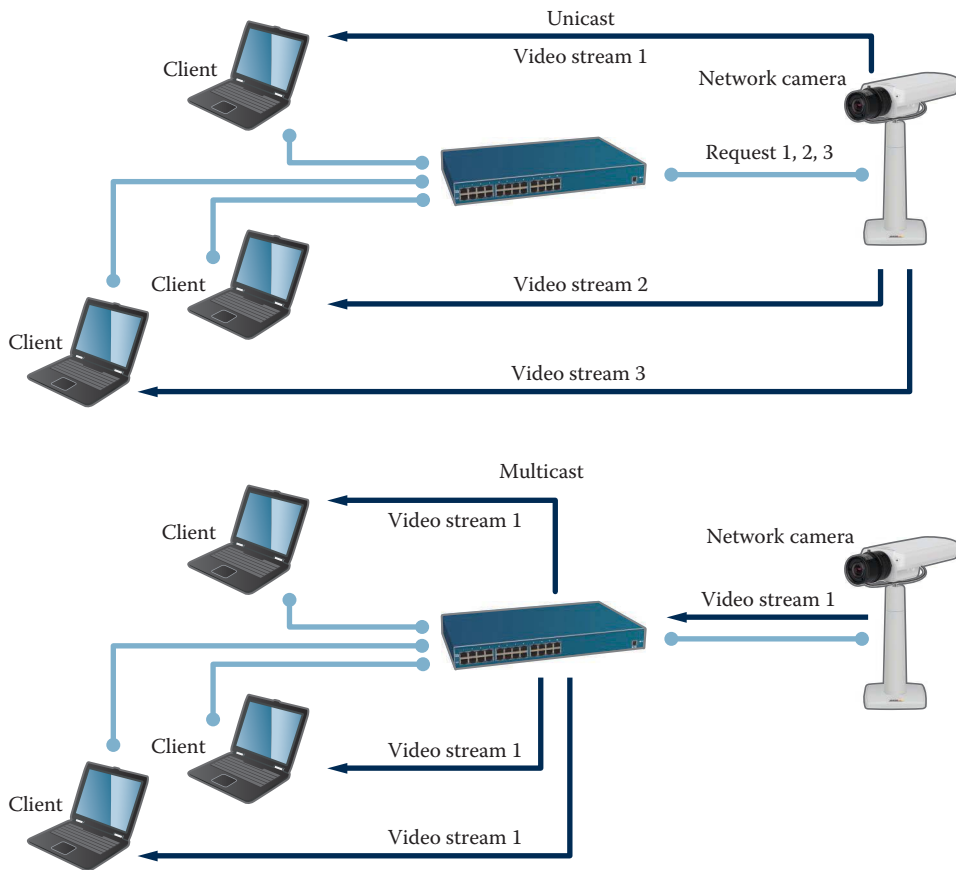 Unicast
Video stream 1
Client
Network camera
Request 1, 2, 3
Client
Video stream 2
Client
Video stream 3
Multicast
Video stream 1
Client
Network camera
Video stream 1
Client
Video stream 1
Client
Video stream 1